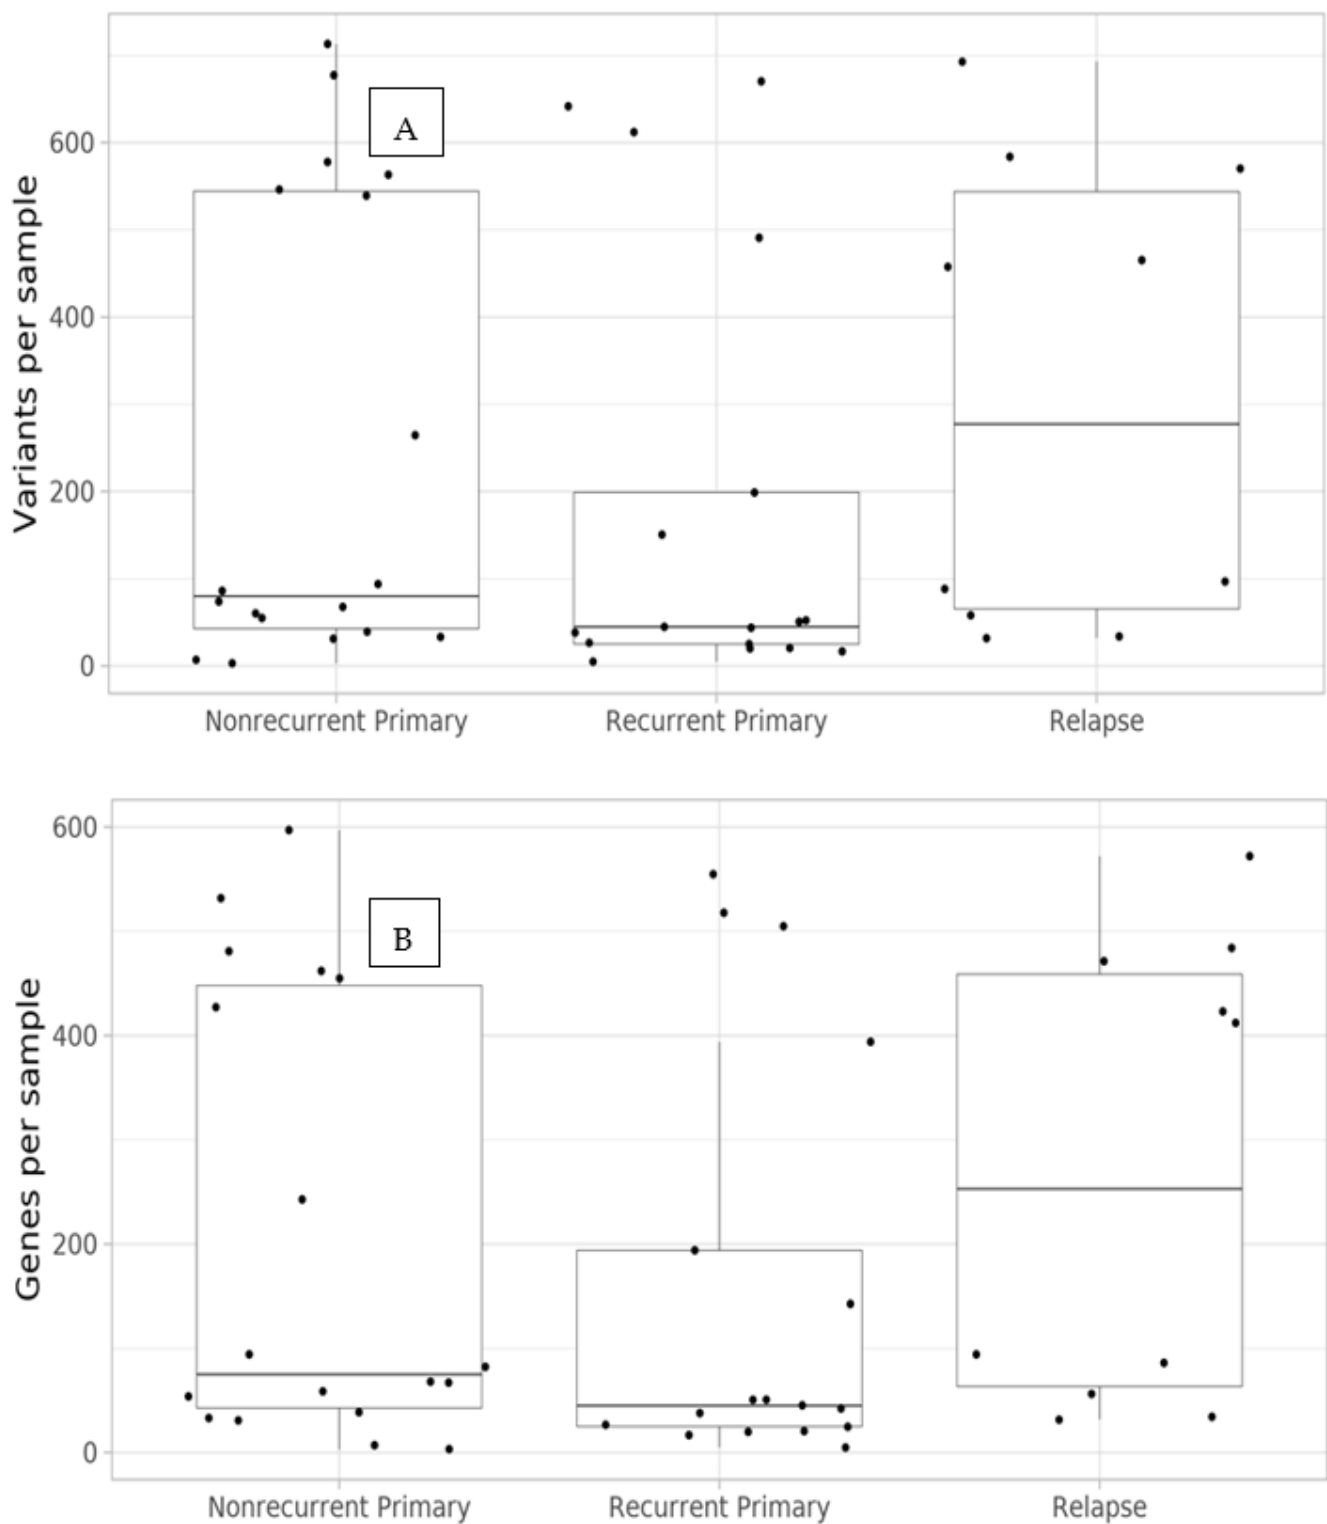 A
Variants per sample
600
400
200
0
Nonrecurrent Primary Recurrent Primary Relapse
B
Genes per sample
600
400
200
0
Nonrecurrent Primary Recurrent Primary Relapse